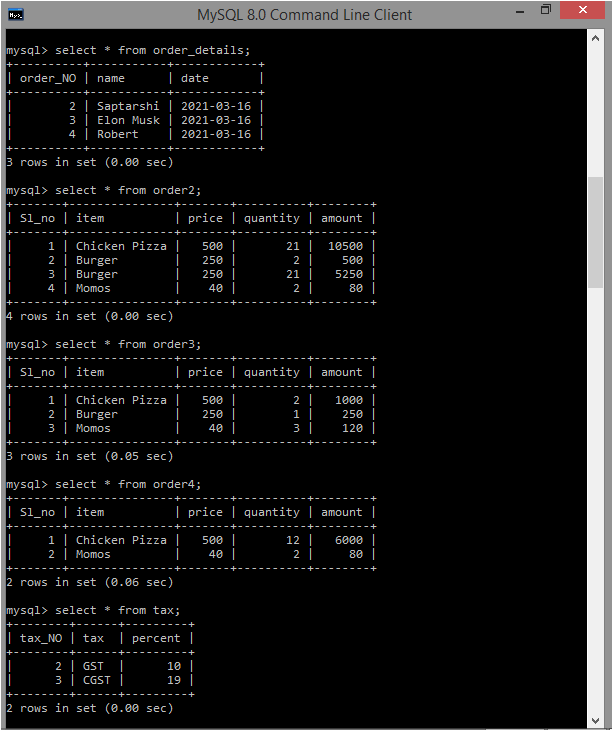 MySQL 8.0 Command Line Client
mysql> select * from order_details;
+----------+-----------+------------+
| order_NO | name      | date       |
+----------+-----------+------------+
|        2 | Saptarshi | 2021-03-16 |
|        3 | Elon Musk | 2021-03-16 |
|        4 | Robert    | 2021-03-16 |
+----------+-----------+------------+
3 rows in set (0.00 sec)
mysql> select * from order2;
+-------+---------------+-------+----------+--------+
| Sl_no | item          | price | quantity | amount |
+-------+---------------+-------+----------+--------+
|     1 | Chicken Pizza |   500 |       21 |  10500 |
|     2 | Burger        |   250 |        2 |    500 |
|     3 | Burger        |   250 |       21 |   5250 |
|     4 | Momos         |    40 |        2 |     80 |
+-------+---------------+-------+----------+--------+
4 rows in set (0.00 sec)
mysql> select * from order3;
+-------+---------------+-------+----------+--------+
| Sl_no | item          | price | quantity | amount |
+-------+---------------+-------+----------+--------+
|     1 | Chicken Pizza |   500 |        2 |   1000 |
|     2 | Burger        |   250 |        1 |    250 |
|     3 | Momos         |    40 |        3 |    120 |
+-------+---------------+-------+----------+--------+
3 rows in set (0.05 sec)
mysql> select * from order4;
+-------+---------------+-------+----------+--------+
| Sl_no | item          | price | quantity | amount |
+-------+---------------+-------+----------+--------+
|     1 | Chicken Pizza |   500 |       12 |   6000 |
|     2 | Momos         |    40 |        2 |     80 |
+-------+---------------+-------+----------+--------+
2 rows in set (0.06 sec)
mysql> select * from tax;
+--------+------+---------+
| tax_NO | tax  | percent |
+--------+------+---------+
|      2 | GST  |      10 |
|      3 | CGST |      19 |
+--------+------+---------+
2 rows in set (0.00 sec)